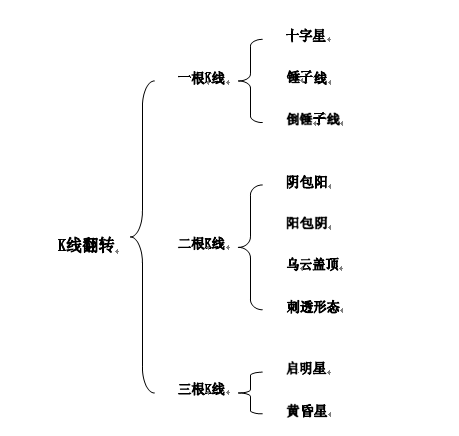 十字星
一根K线
锤子线
倒锤子线
阴包阳
阳包阴
K线翻转
二根K线
乌云盖顶
刺透形态
启明星
三根K线
黄昏星